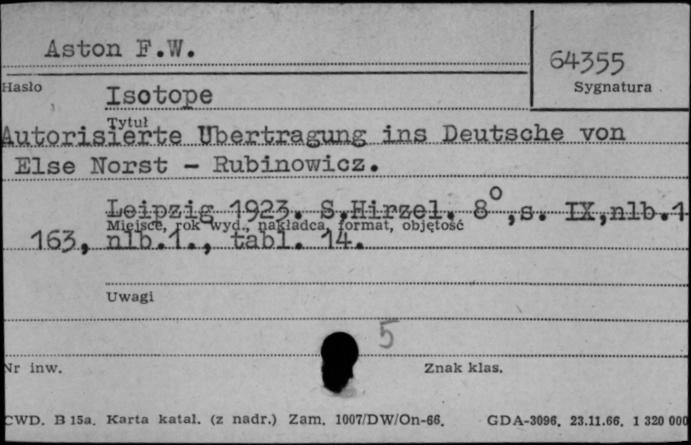 Aston F.W.
64355
Hasło
Sygnatura
Isotope
Tytuł
Autorisierte Ubertragung ins Deutsche von
Else Norst - Rubinowicz.
Leipzig 1923. S.Hirzel. 8°,s. IX,nlb.1
Miejsce, rok wyd., nakładca, format, objętość
163, nlb.1., tabl. 14.
Uwagi
5
Nr inw.
Znak klas.
CWD. B 15a. Karta katal. (z nadr.) Zam. 1007/DW/On-66. GDA-3096. 23.11.66. 1 320 000